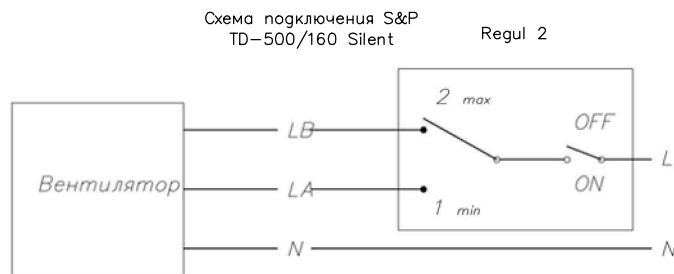 Схема подключения S&P
TD-500/160 Silent
Regul 2
2 max
OFF
LB
L
Вентилятор
LA
ON
1 min
N
N